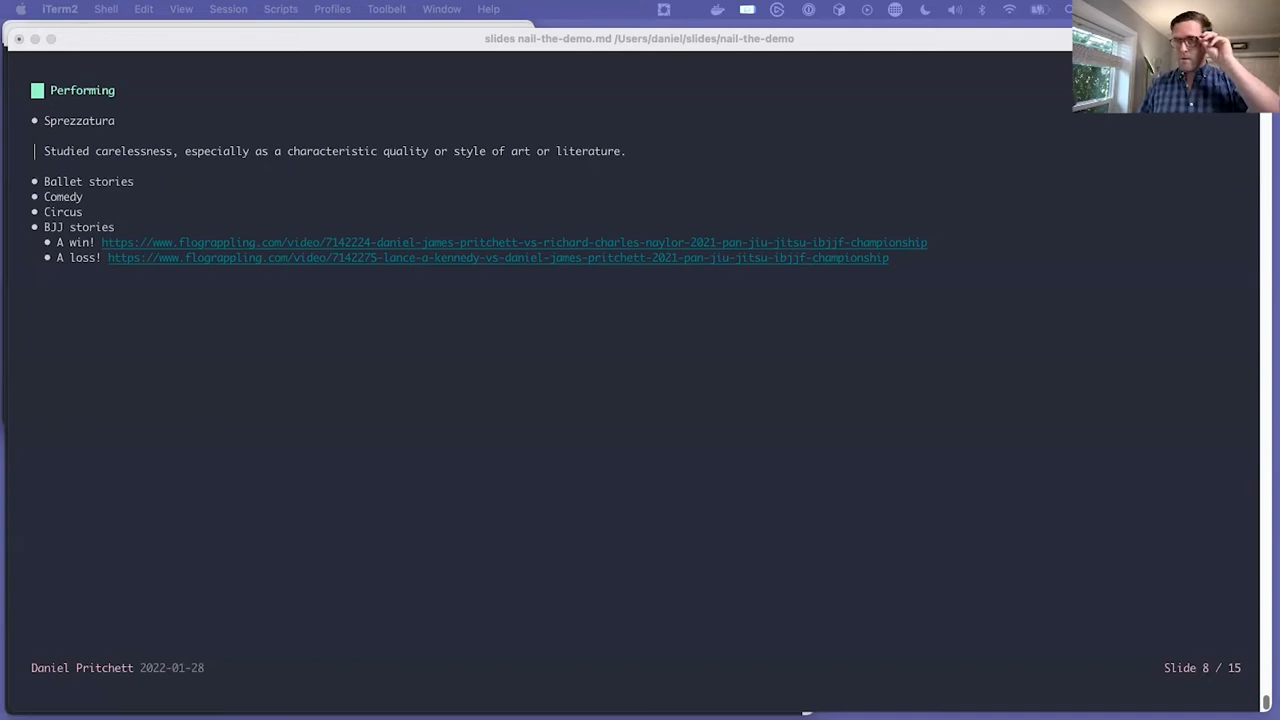 iTerm2 Shell Edit View Session Scripts Profiles Toolbelt Window Help
slides nail-the-demo.md /Users/daniel/slides/nail-the-demo
Performing
• Sprezzatura
│ Studied carelessness, especially as a characteristic quality or style of art or literature.
• Ballet stories
• Comedy
• Circus
• BJJ stories
• A win! https://www.flograppling.com/video/7142224-daniel-james-pritchett-vs-richard-charles-naylor-2021-pan-jiu-jitsu-ibjjf-championship
• A loss! https://www.flograppling.com/video/7142275-lance-a-kennedy-vs-daniel-james-pritchett-2021-pan-jiu-jitsu-ibjjf-championship
Daniel Pritchett 2022-01-28
Slide 8 / 15